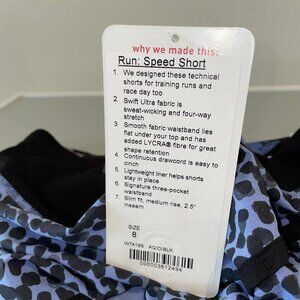 why we made this:
Run: Speed Short
1. We designed these technical
shorts for training runs and
race day too
2. Swift Ultra fabric is
sweat-wicking and four-way
stretch
3. Smooth fabric waistband lies
flat under your top and has
added LYCRA® fibre for great
shape retention
4. Continuous drawcord is easy to
cinch
5. Lightweight liner helps shorts
stay in place
6. Signature three-pocket
waistband
7. Slim fit, medium rise, 2.5"
inseam
SIZE
8
W7A19S AQIO/BLK
000003612434